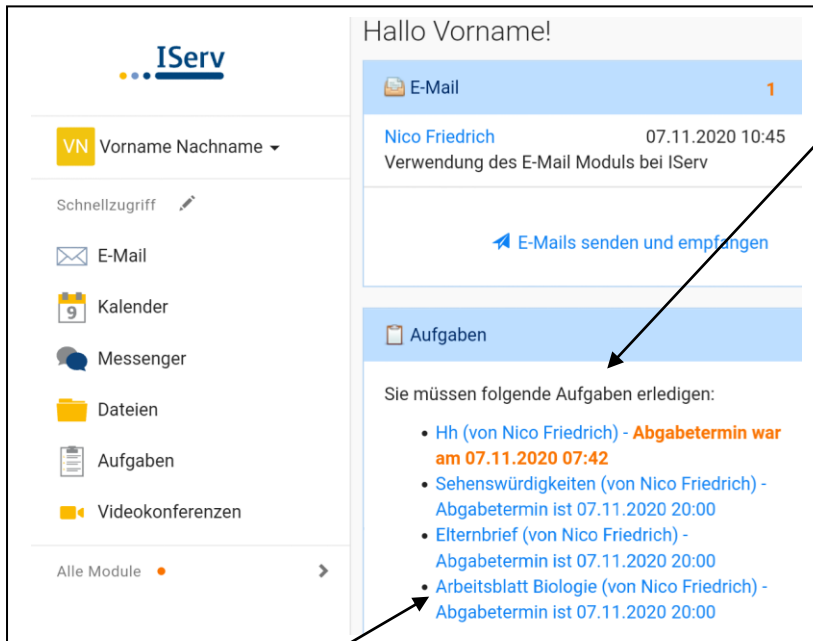 IServ
VN Vorname Nachname
Schnellzugriff
E-Mail
9 Kalender
Messenger
Dateien
Aufgaben
Videokonferenzen
Alle Module
Hallo Vorname!
E-Mail 1
Nico Friedrich 07.11.2020 10:45
Verwendung des E-Mail Moduls bei IServ
E-Mails senden und empfangen
Aufgaben
Sie müssen folgende Aufgaben erledigen:
• Hh (von Nico Friedrich) - Abgabetermin war
am 07.11.2020 07:42
• Sehenswürdigkeiten (von Nico Friedrich) -
Abgabetermin ist 07.11.2020 20:00
• Elternbrief (von Nico Friedrich) -
Abgabetermin ist 07.11.2020 20:00
• Arbeitsblatt Biologie (von Nico Friedrich) -
Abgabetermin ist 07.11.2020 20:00